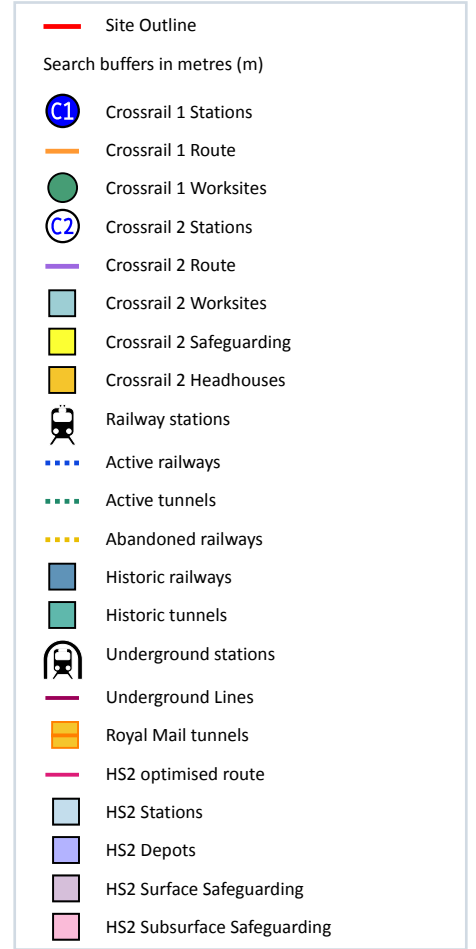 Site Outline
Search buffers in metres (m)
C1 Crossrail 1 Stations
Crossrail 1 Route
Crossrail 1 Worksites
C2 Crossrail 2 Stations
Crossrail 2 Route
Crossrail 2 Worksites
Crossrail 2 Safeguarding
Crossrail 2 Headhouses
Railway stations
Active railways
Active tunnels
Abandoned railways
Historic railways
Historic tunnels
Underground stations
Underground Lines
Royal Mail tunnels
HS2 optimised route
HS2 Stations
HS2 Depots
HS2 Surface Safeguarding
HS2 Subsurface Safeguarding